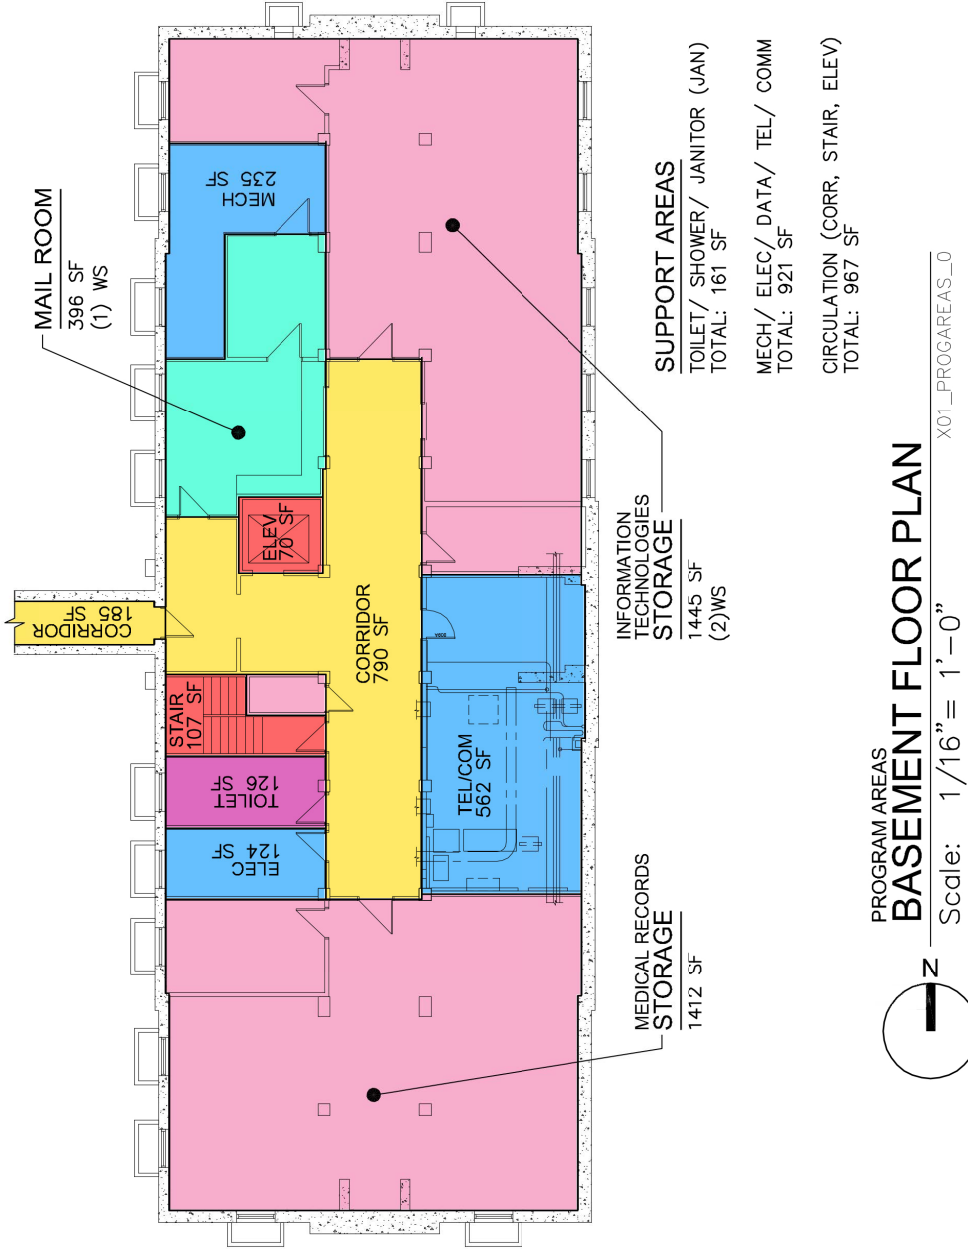 MAIL ROOM
396 SF
(1) WS
MECH
235 SF
ELEV
70 SF
CORRIDOR
185 SF
CORRIDOR
790 SF
STAIR
107 SF
TOILET
126 SF
ELEC
124 SF
TEL/COM
562 SF
INFORMATION
TECHNOLOGIES
STORAGE
1445 SF
(2)WS
MEDICAL RECORDS
STORAGE
1412 SF
SUPPORT AREAS
TOILET/ SHOWER/ JANITOR (JAN)
TOTAL: 161 SF
MECH/ ELEC/ DATA/ TEL/ COMM
TOTAL: 921 SF
CIRCULATION (CORR, STAIR, ELEV)
TOTAL: 967 SF
PROGRAM AREAS
BASEMENT FLOOR PLAN
Scale: 1/16"= 1'-0"
X01_PROGAREAS_0
N